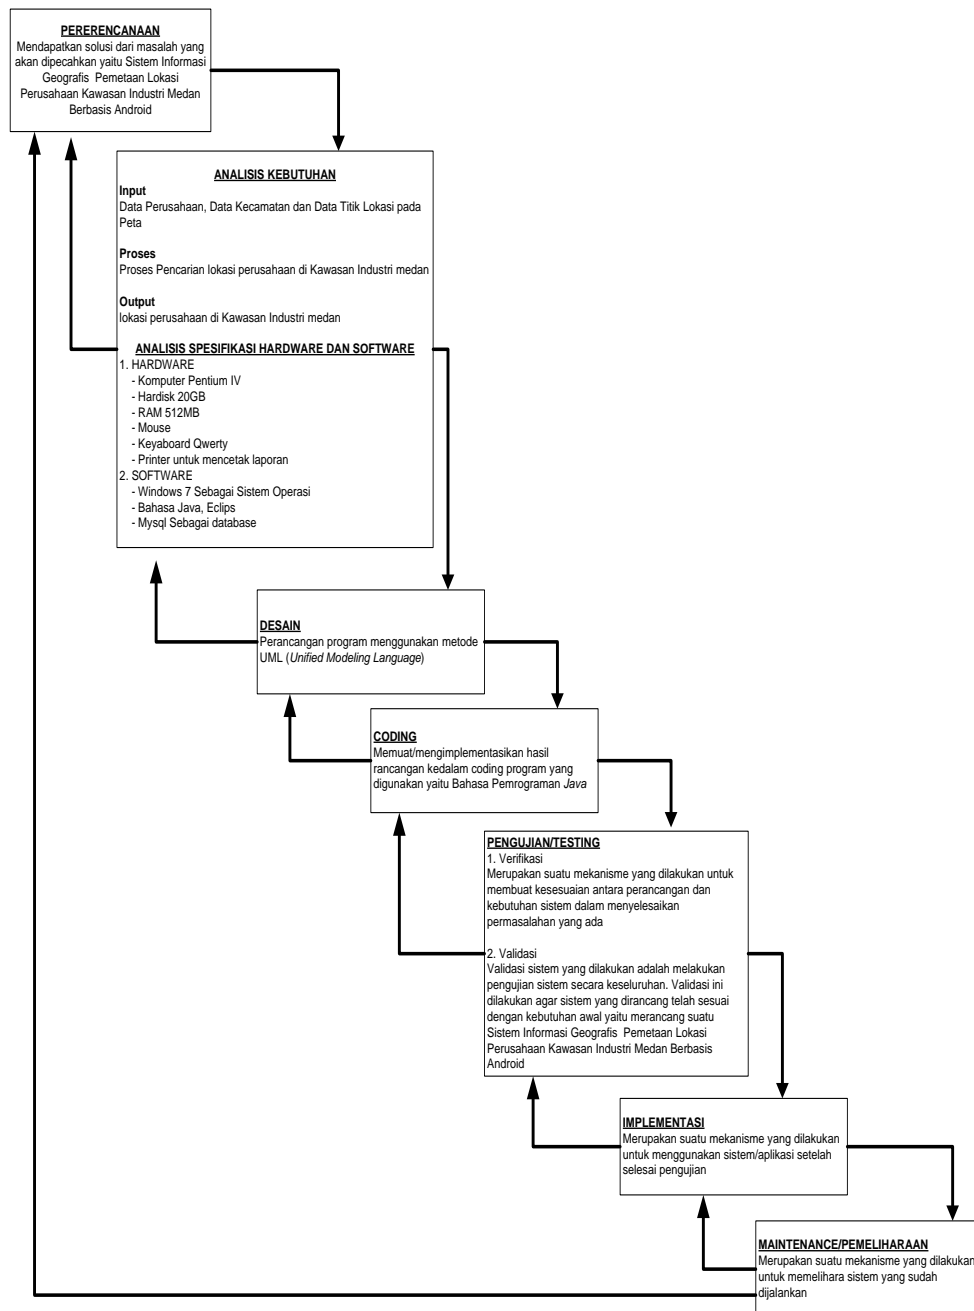 PERERENCANAAN
Mendapatkan solusi dari masalah yang
akan dipecahkan yaitu Sistem Informasi
Geografis  Pemetaan Lokasi
Perusahaan Kawasan Industri Medan
Berbasis Android
ANALISIS KEBUTUHAN
Input
Data Perusahaan, Data Kecamatan dan Data Titik Lokasi pada
Peta
Proses
Proses Pencarian lokasi perusahaan di Kawasan Industri medan
Output
lokasi perusahaan di Kawasan Industri medan
ANALISIS SPESIFIKASI HARDWARE DAN SOFTWARE
1. HARDWARE
- Komputer Pentium IV
- Hardisk 20GB
- RAM 512MB
- Mouse
- Keyaboard Qwerty
- Printer untuk mencetak laporan
2. SOFTWARE
- Windows 7 Sebagai Sistem Operasi
- Bahasa Java, Eclips
- Mysql Sebagai database
DESAIN
Perancangan program menggunakan metode
UML (Unified Modeling Language)
CODING
Memuat/mengimplementasikan hasil
rancangan kedalam coding program yang
digunakan yaitu Bahasa Pemrograman Java
PENGUJIAN/TESTING
1. Verifikasi
Merupakan suatu mekanisme yang dilakukan untuk
membuat kesesuaian antara perancangan dan
kebutuhan sistem dalam menyelesaikan
permasalahan yang ada
2. Validasi
Validasi sistem yang dilakukan adalah melakukan
pengujian sistem secara keseluruhan. Validasi ini
dilakukan agar sistem yang dirancang telah sesuai
dengan kebutuhan awal yaitu merancang suatu
Sistem Informasi Geografis  Pemetaan Lokasi
Perusahaan Kawasan Industri Medan Berbasis
Android
IMPLEMENTASI
Merupakan suatu mekanisme yang dilakukan
untuk menggunakan sistem/aplikasi setelah
selesai pengujian
MAINTENANCE/PEMELIHARAAN
Merupakan suatu mekanisme yang dilakukan
untuk memelihara sistem yang sudah
dijalankan